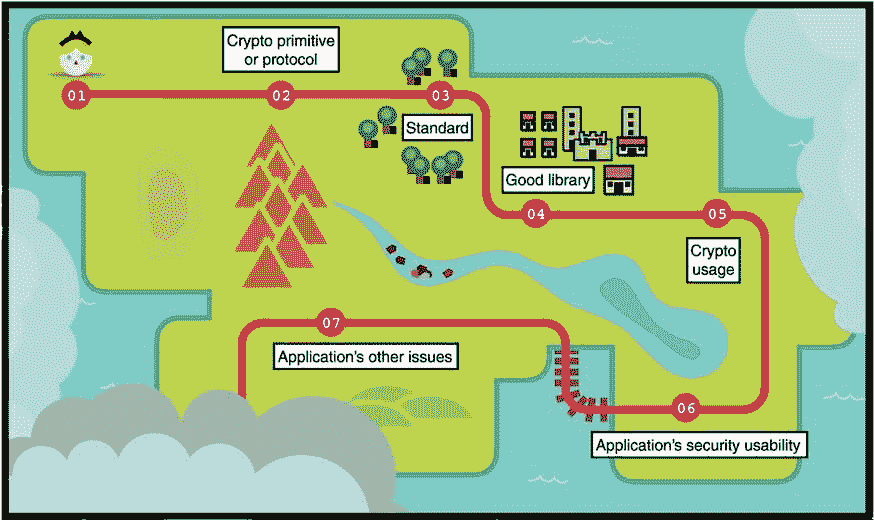 Crypto primitive
or protocol
01
02
03
Standard
Good library
04
05
Crypto
usage
07
Application's other issues
06
Application's security usability